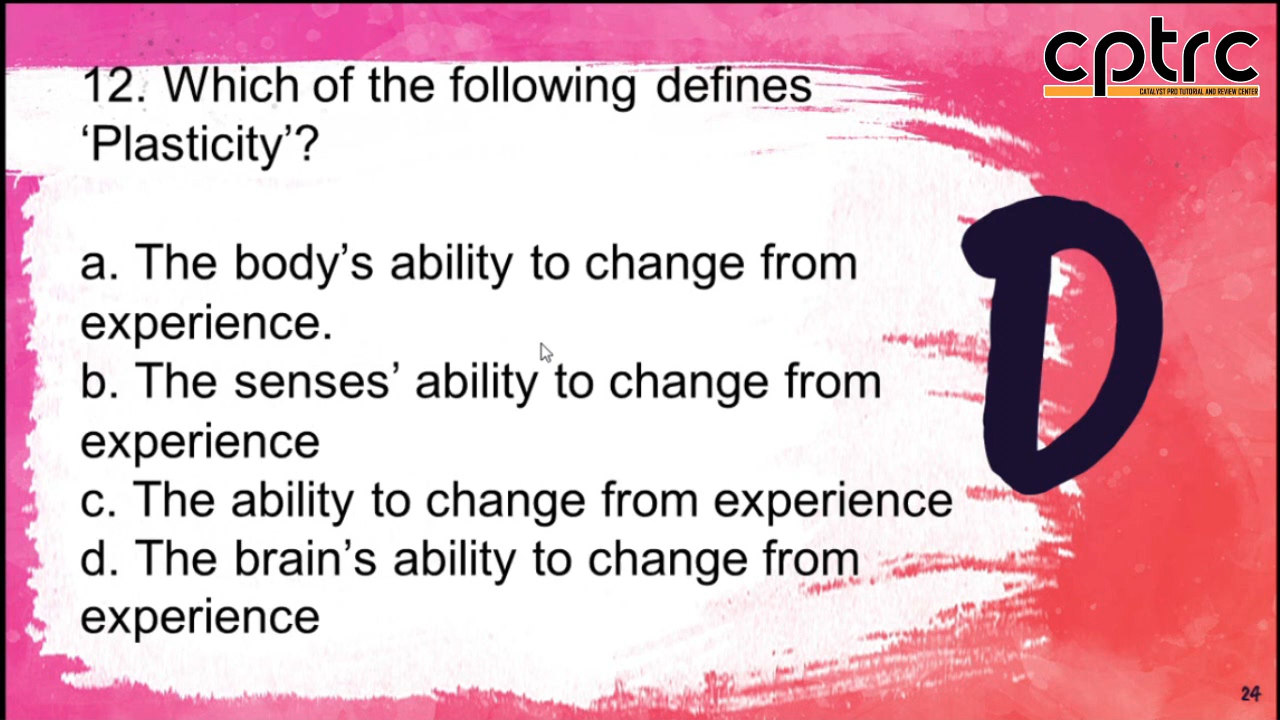 cptrc
CATALYST PRO TUTORIAL AND REVIEW CENTER
12. Which of the following defines
‘Plasticity’?
a. The body’s ability to change from
experience.
b. The senses’ ability to change from
experience
c. The ability to change from experience
d. The brain’s ability to change from
experience
D
24